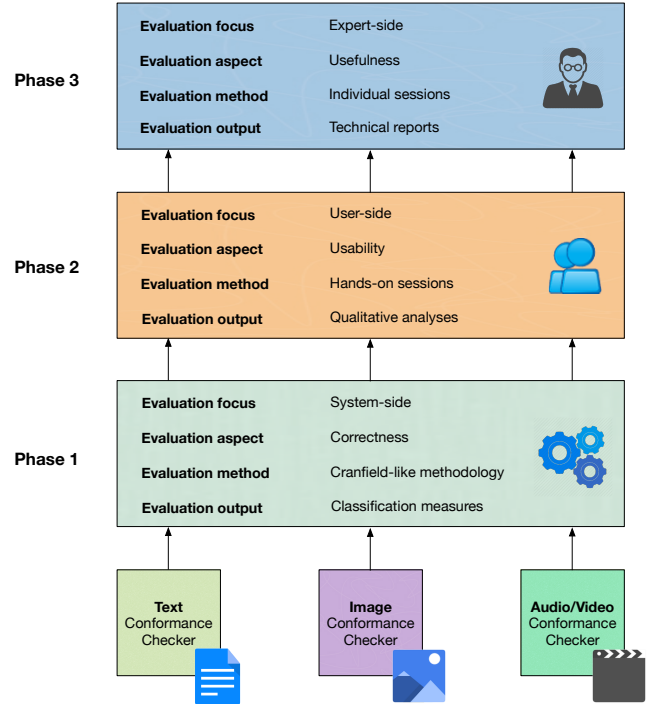 Phase 3
Evaluation focus Expert-side
Evaluation aspect Usefulness
Evaluation method Individual sessions
Evaluation output Technical reports
Phase 2
Evaluation focus User-side
Evaluation aspect Usability
Evaluation method Hands-on sessions
Evaluation output Qualitative analyses
Phase 1
Evaluation focus System-side
Evaluation aspect Correctness
Evaluation method Cranfield-like methodology
Evaluation output Classification measures
Text
Conformance
Checker
Image
Conformance
Checker
Audio/Video
Conformance
Checker